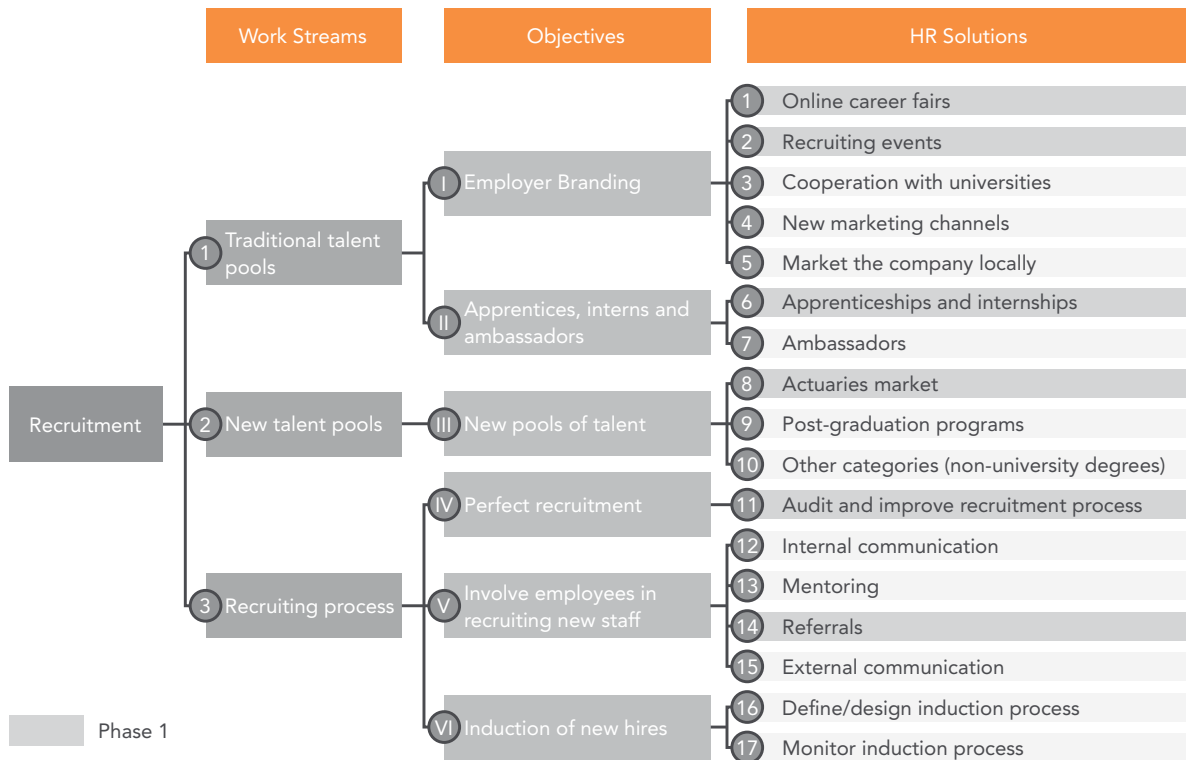 Work Streams
Objectives
HR Solutions
Recruitment
1 Traditional talent
pools
2 New talent pools
3 Recruiting process
I Employer Branding
II Apprentices, interns and
ambassadors
III New pools of talent
IV Perfect recruitment
V Involve employees in
recruiting new staff
VI Induction of new hires
1 Online career fairs
2 Recruiting events
3 Cooperation with universities
4 New marketing channels
5 Market the company locally
6 Apprenticeships and internships
7 Ambassadors
8 Actuaries market
9 Post-graduation programs
10 Other categories (non-university degrees)
11 Audit and improve recruitment process
12 Internal communication
13 Mentoring
14 Referrals
15 External communication
16 Define/design induction process
17 Monitor induction process
Phase 1